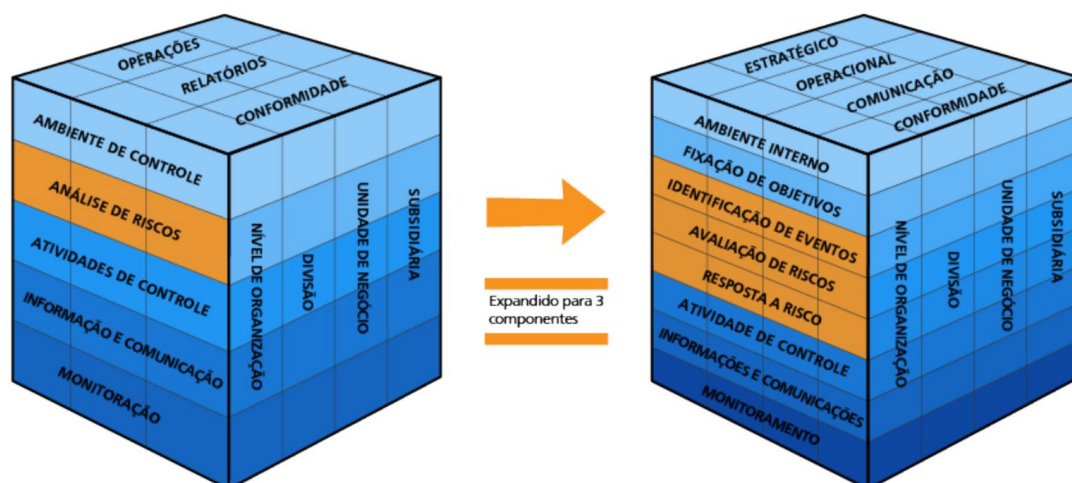 OPERAÇÕES
RELATÓRIOS
CONFORMIDADE
AMBIENTE DE CONTROLE
ANÁLISE DE RISCOS
ATIVIDADES DE CONTROLE
INFORMAÇÃO E COMUNICAÇÃO
MONITORAÇÃO
NÍVEL DE ORGANIZAÇÃO
DIVISÃO
UNIDADE DE NEGÓCIO
SUBSIDIÁRIA
Expandido para 3
componentes
ESTRATÉGICO
OPERACIONAL
COMUNICAÇÃO
CONFORMIDADE
AMBIENTE INTERNO
FIXAÇÃO DE OBJETIVOS
IDENTIFICAÇÃO DE EVENTOS
AVALIAÇÃO DE RISCOS
RESPOSTA A RISCO
ATIVIDADE DE CONTROLE
INFORMAÇÕES E COMUNICAÇÕES
MONITORAMENTO
NÍVEL DE ORGANIZAÇÃO
DIVISÃO
UNIDADE DE NEGÓCIO
SUBSIDIÁRIA